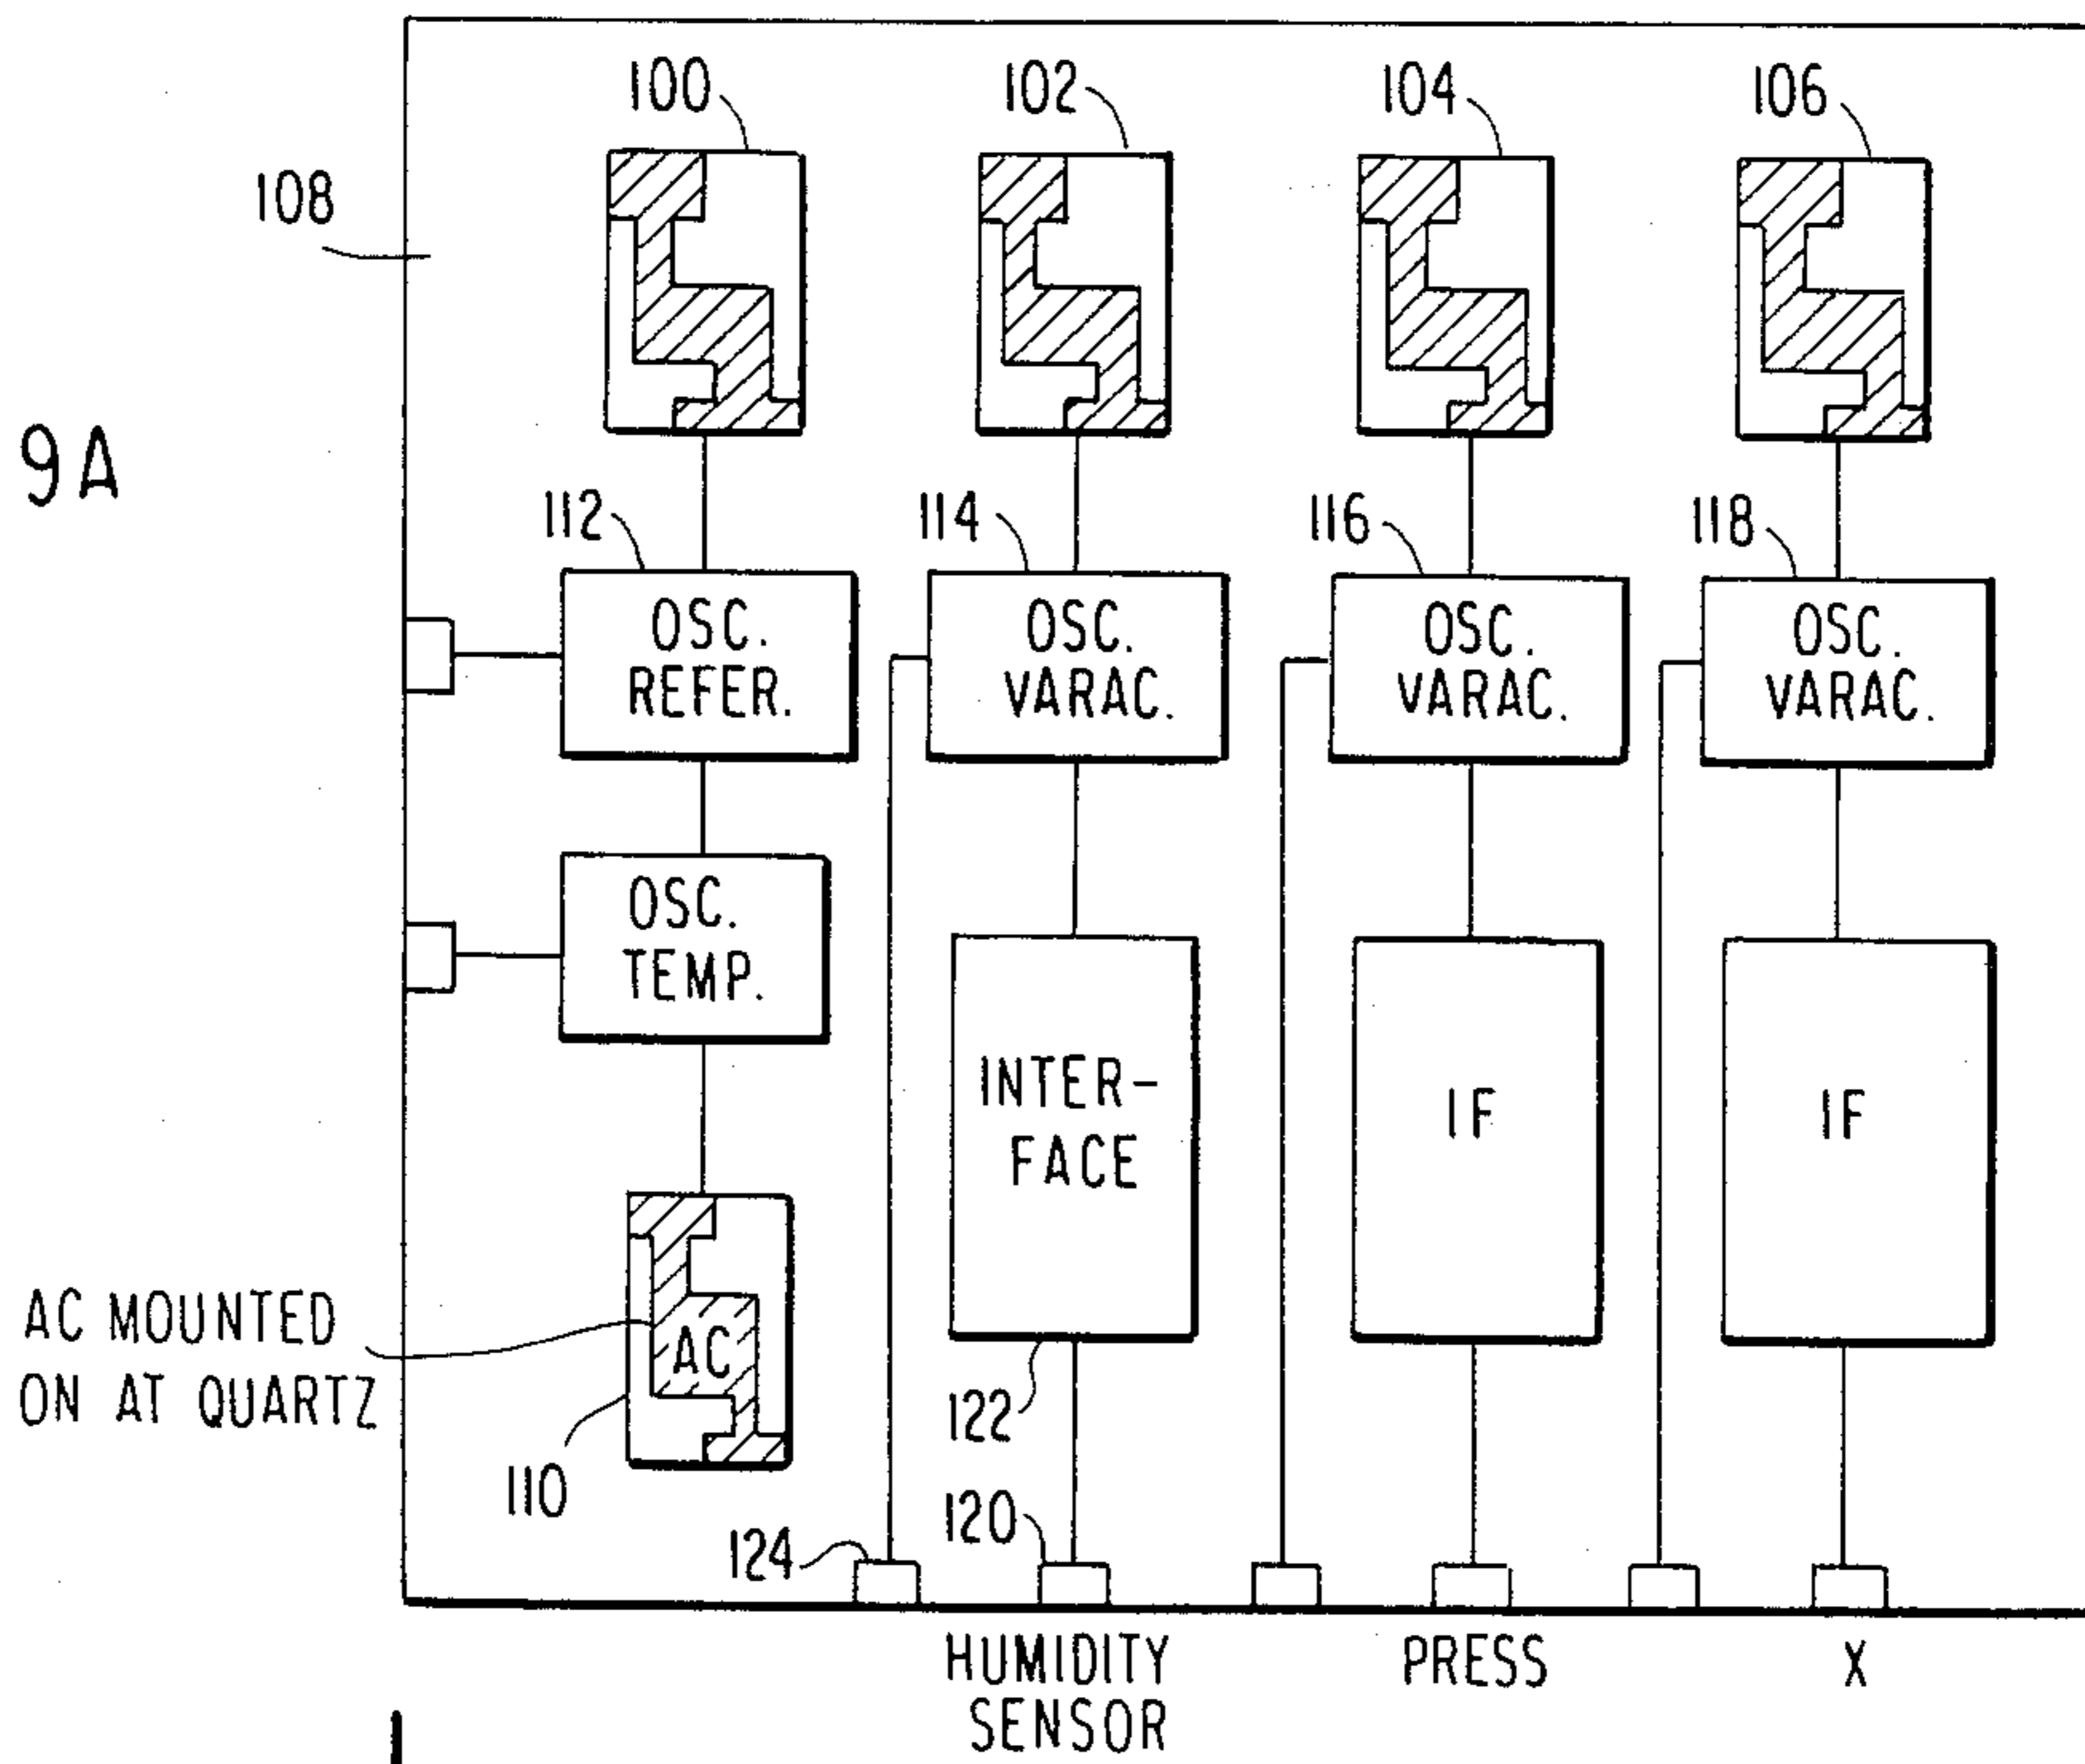 100
102
104
106
108
9A
112
114
116
118
OSC.
REFER.
OSC.
VARAC.
OSC.
VARAC.
OSC.
VARAC.
OSC.
TEMP.
INTER-
FACE
IF
IF
AC MOUNTED
ON AT QUARTZ
AC
110
122
124
120
HUMIDITY
SENSOR
PRESS
X